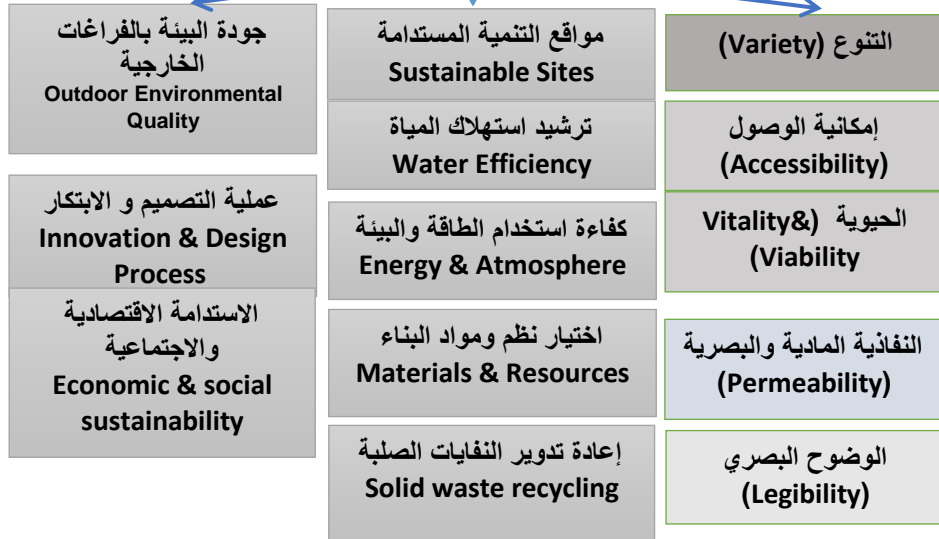 التنوع (Variety)
إمكانية الوصول
(Accessibility)
الحيوية (Vitality&
Viability)
النفاذية المادية والبصرية
(Permeability)
الوضوح البصري
(Legibility)
مواقع التنمية المستدامة
Sustainable Sites
ترشيد استهلاك المياة
Water Efficiency
كفاءة استخدام الطاقة والبيئة
Energy & Atmosphere
اختيار نظم ومواد البناء
Materials & Resources
إعادة تدوير النفايات الصلبة
Solid waste recycling
جودة البيئة بالفراغات
الخارجية
Outdoor Environmental
Quality
عملية التصميم و الابتكار
Innovation & Design
Process
الاستدامة الاقتصادية
والاجتماعية
Economic & social
sustainability